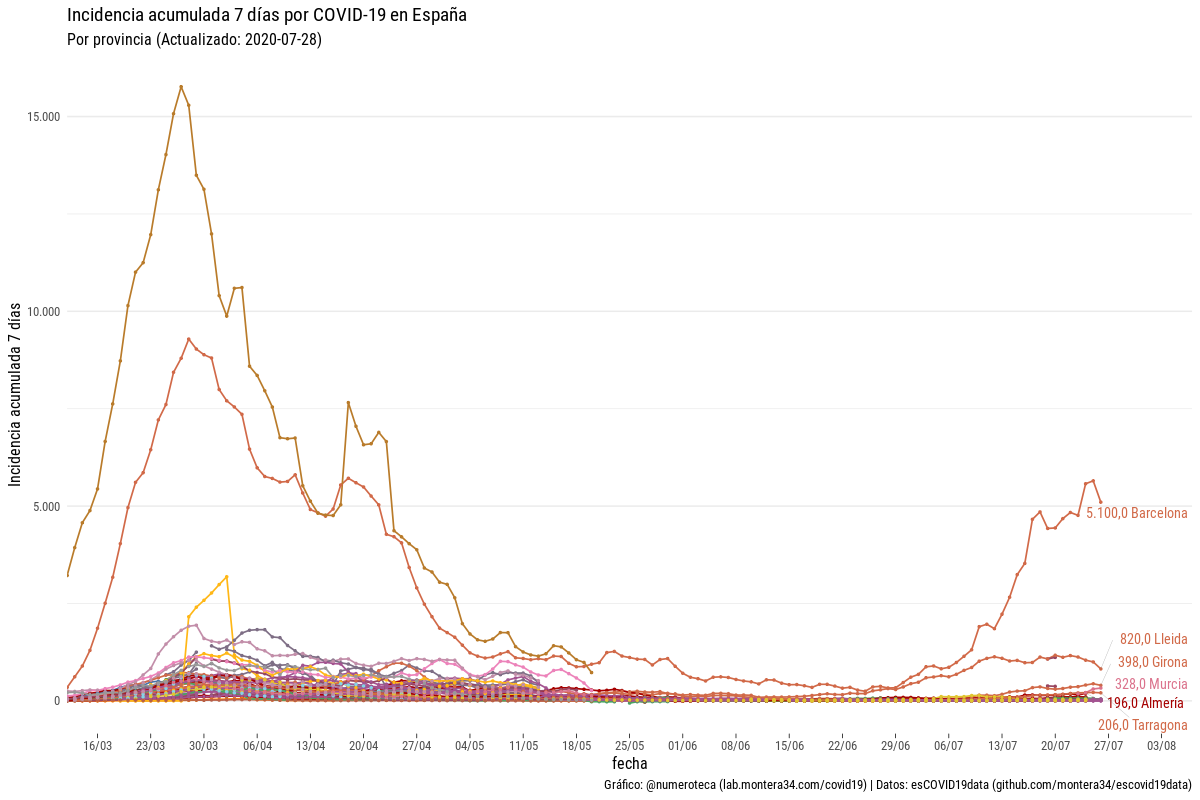 Incidencia acumulada 7 días por COVID-19 en España
Por provincia (Actualizado: 2020-07-28)
Incidencia acumulada 7 días
15.000
10.000
5.000
0
5.100,0 Barcelona
820,0 Lleida
398,0 Girona
328,0 Murcia
196,0 Almería
206,0 Tarragona
16/03 23/03 30/03 06/04 13/04 20/04 27/04 04/05 11/05 18/05 25/05 01/06 08/06 15/06 22/06 29/06 06/07 13/07 20/07 27/07 03/08
fecha
Gráfico: @numeroteca (lab.montera34.com/covid19) | Datos: esCOVID19data (github.com/montera34/escovid19data)